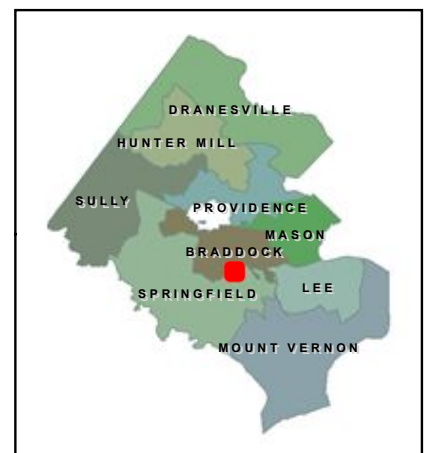 DRANESVILLE
HUNTER MILL
SULLY
PROVIDENCE
MASON
BRADDOCK
LEE
SPRINGFIELD
MOUNT VERNON